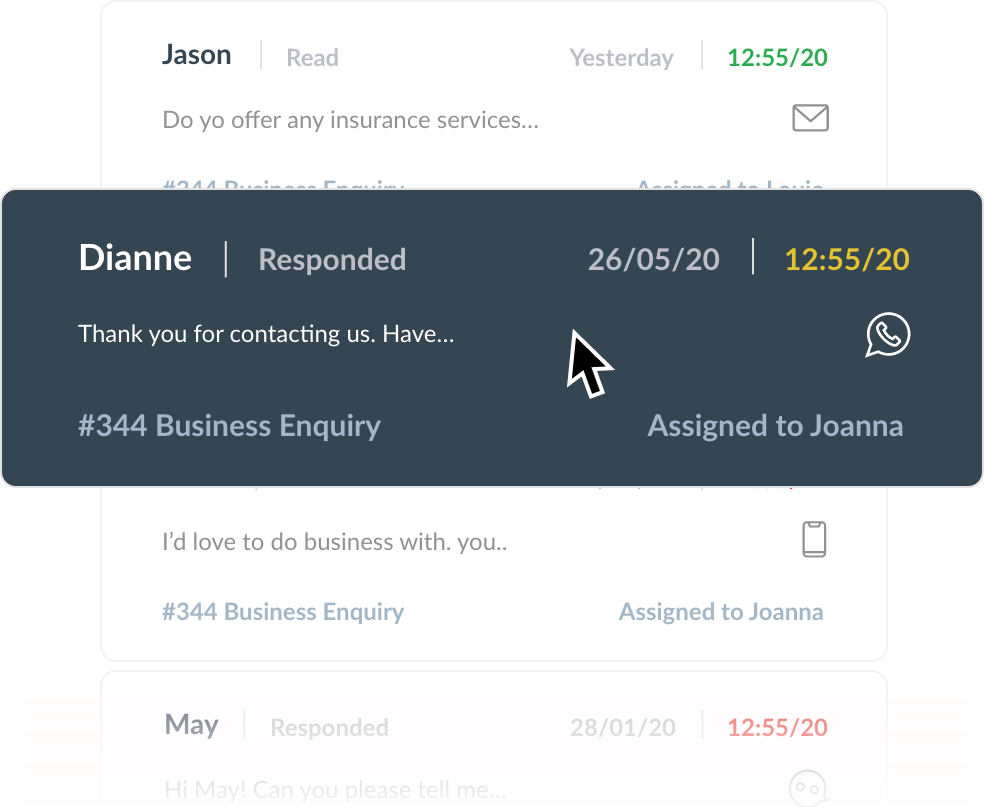 Jason Read Yesterday 12:55/20
Do yo offer any insurance services...
#344 Business Enquiry Assigned to Louie
Dianne Responded 26/05/20 12:55/20
Thank you for contacting us. Have...
#344 Business Enquiry Assigned to Joanna
I’d love to do business with. you..
#344 Business Enquiry Assigned to Joanna
May Responded 28/01/20 12:55/20
Hi May! Can you please tell me...